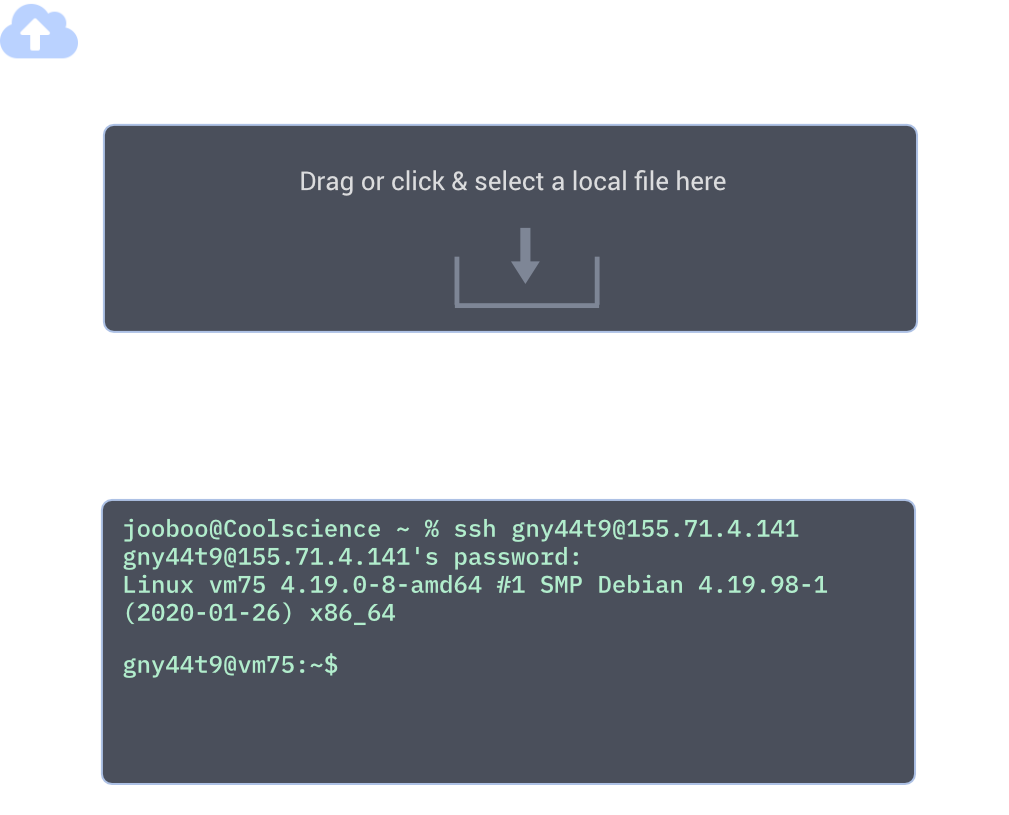 Drag or click & select a local file here
jooboo@Coolscience ~ % ssh gny44t9@155.71.4.141
gny44t9@155.71.4.141's password:
Linux vm75 4.19.0-8-amd64 #1 SMP Debian 4.19.98-1
(2020-01-26) x86_64
gny44t9@vm75:~$